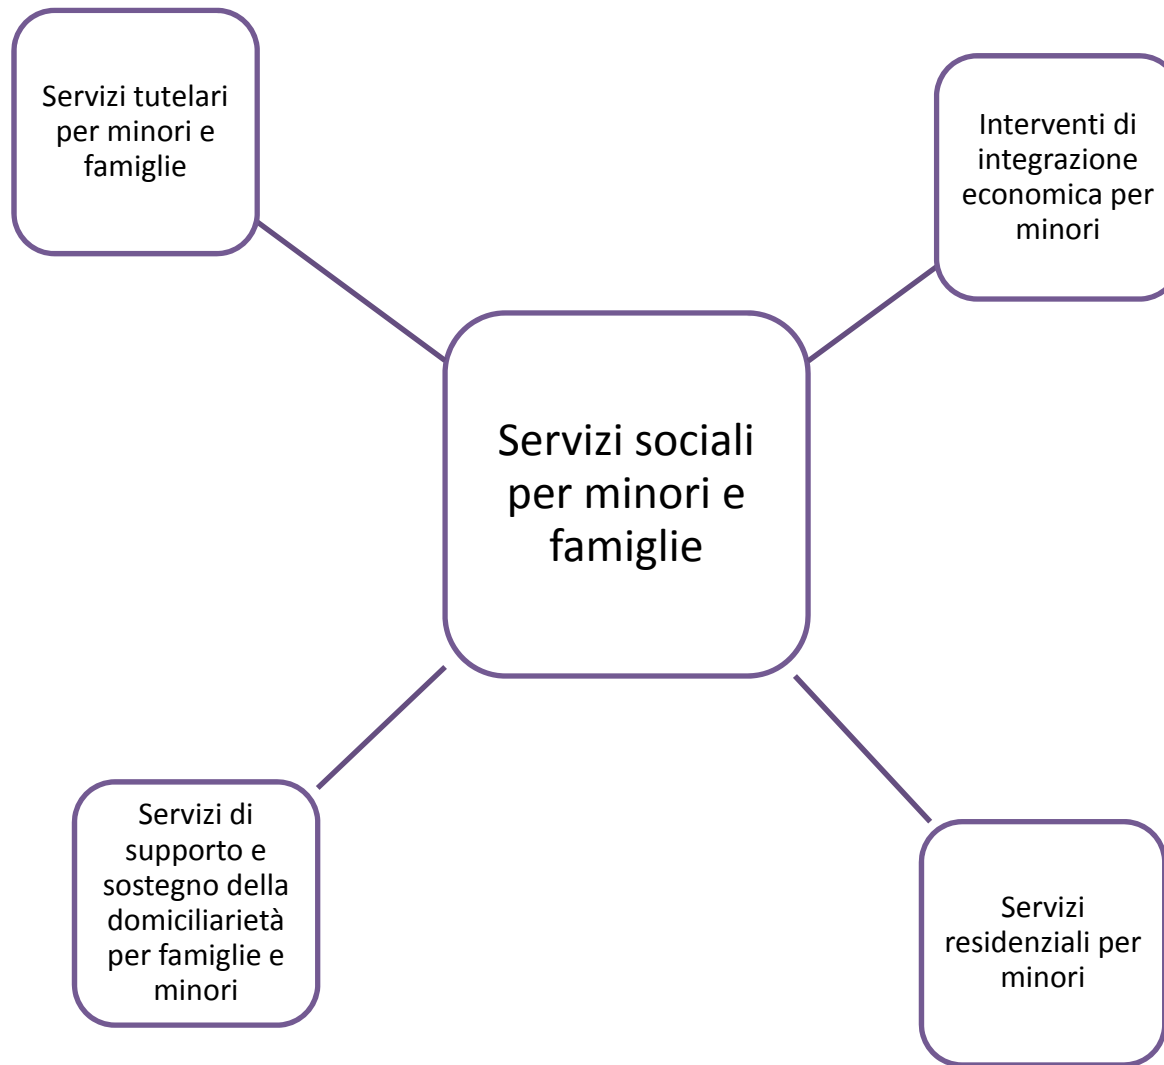 Servizi tutelari
per minori e
famiglie
Interventi di
integrazione
economica per
minori
Servizi sociali
per minori e
famiglie
Servizi di
supporto e
sostegno della
domiciliarietà
per famiglie e
minori
Servizi
residenziali per
minori